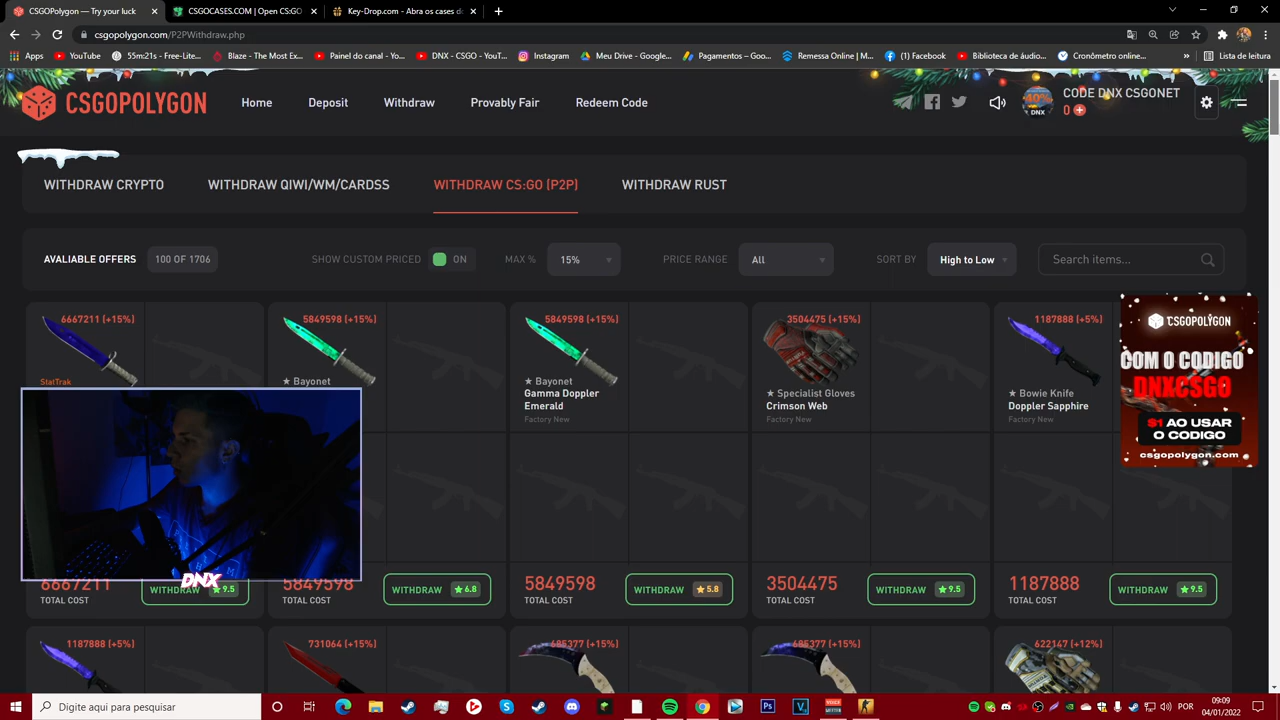 CSGOPolygon — Try your luck
CSGOCASES.COM | Open CS:GO
Key-Drop.com - Abra os cases d
csgopolygon.com/P2PWithdraw.php
Apps
YouTube
55m:21s - Free-Lite...
Blaze - The Most Ex...
Painel do canal - Yo...
DNX - CSGO - YouT...
Instagram
Meu Drive - Google...
Pagamentos – Goo...
Remessa Online | M...
(1) Facebook
Biblioteca de áudio...
Cronômetro online...
»
Lista de leitura
CSGOPOLYGON
Home
Deposit
Withdraw
Provably Fair
Redeem Code
40%
DNX
CODE DNX CSGONET
0
WITHDRAW CRYPTO
WITHDRAW QIWI/WM/CARDSS
WITHDRAW CS:GO (P2P)
WITHDRAW RUST
AVALIABLE OFFERS
100 OF 1706
SHOW CUSTOM PRICED
ON
MAX %
15%
PRICE RANGE
All
SORT BY
High to Low
Search items...
6667211 (+15%)
StatTrak
5849598 (+15%)
★ Bayonet
5849598 (+15%)
★ Bayonet
Gamma Doppler
Emerald
Factory New
3504475 (+15%)
★ Specialist Gloves
Crimson Web
Factory New
1187888 (+5%)
★ Bowie Knife
Doppler Sapphire
Factory New
CSGOPOLYGON
COM O CODIGO
DNXCSGO
$1 AO USAR
O CODIGO
csgopolygon.com
DNX
6667211
TOTAL COST
WITHDRAW ★ 9.5
5849598
TOTAL COST
WITHDRAW ★ 6.8
5849598
TOTAL COST
WITHDRAW ★ 5.8
3504475
TOTAL COST
WITHDRAW ★ 9.5
1187888
TOTAL COST
WITHDRAW ★ 9.5
1187888 (+5%)
731064 (+15%)
685377 (+15%)
685377 (+15%)
622147 (+12%)
Digite aqui para pesquisar
POR
09:09
04/01/2022